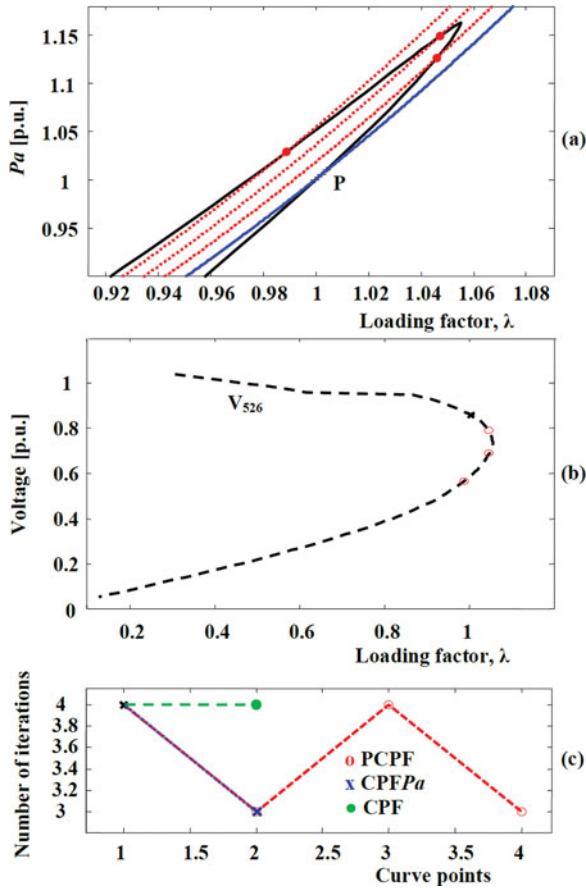 Pa [p.u.]
1.15
1.1
1.05
1
0.95
P
(a)
0.92 0.94 0.96 0.98 1 1.02 1.04 1.06 1.08
Loading factor, λ
Voltage [p.u.]
1
0.8
0.6
0.4
0.2
0
V526
(b)
0.2 0.4 0.6 0.8 1
Loading factor, λ
Number of iterations
4
3.8
3.6
3.4
3.2
3
o PCPF
x CPFPa
CPF
(c)
1 1.5 2 2.5 3 3.5 4
Curve points